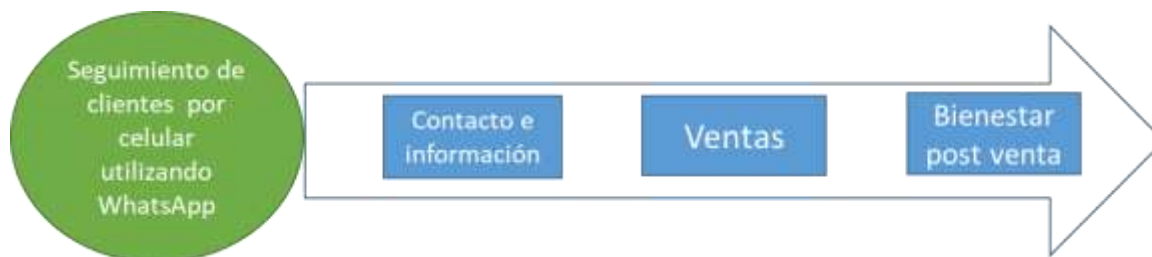 Seguimiento de
clientes por
celular
utilizando
WhatsApp
Contacto e
información
Ventas
Bienestar
post venta